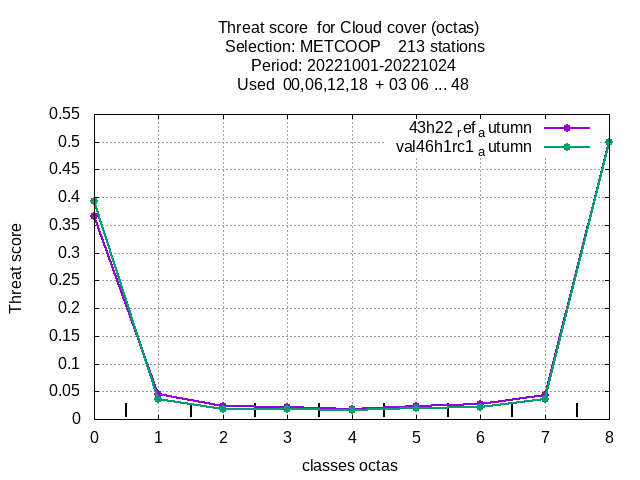 Threat score  for Cloud cover (octas)
Selection: METCOOP    213 stations
Period: 20221001-20221024
Used  00,06,12,18  + 03 06 ... 48
43h22 ref a utumn
val46h1rc1 a utumn
0.55
0.5
0.45
0.4
0.35
0.3
0.25
0.2
0.15
0.1
0.05
0
Threat score
0 1 2 3 4 5 6 7 8
classes octas